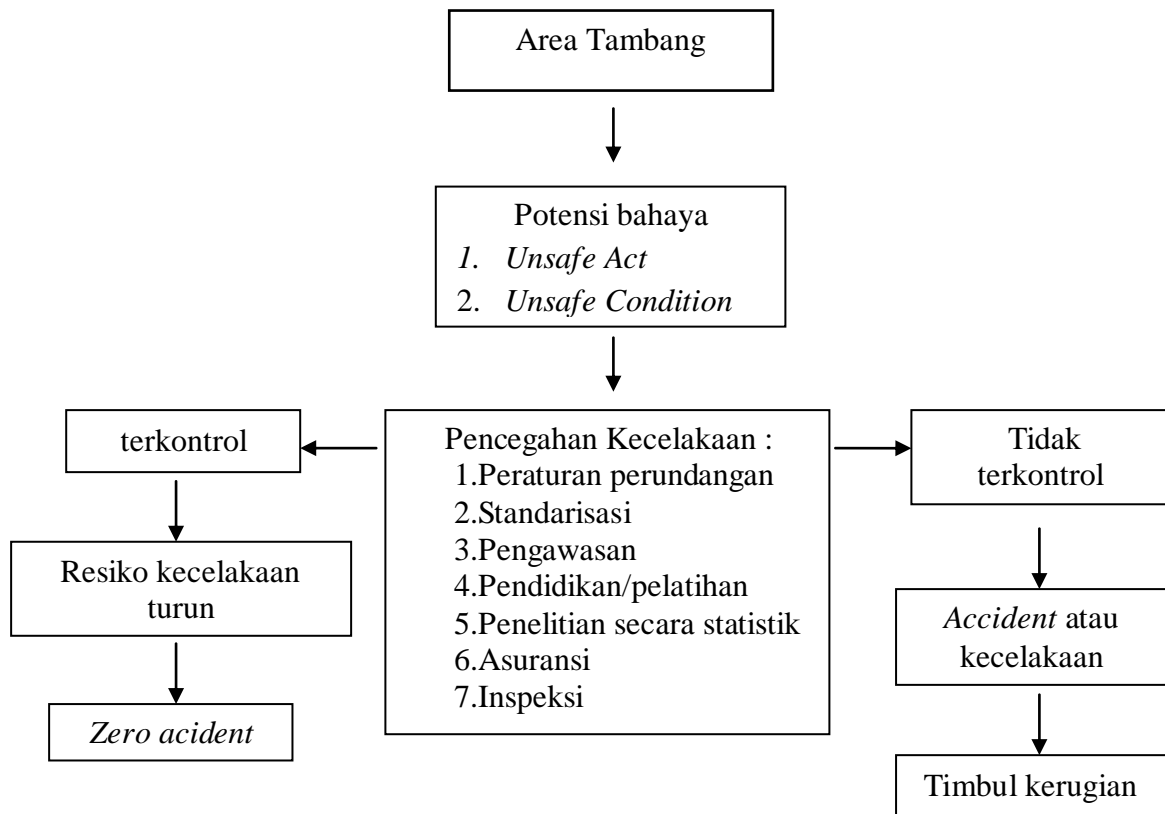 Area Tambang
Potensi bahaya
1. Unsafe Act
2. Unsafe Condition
terkontrol
Resiko kecelakaan
turun
Zero acident
Pencegahan Kecelakaan :
1.Peraturan perundangan
2.Standarisasi
3.Pengawasan
4.Pendidikan/pelatihan
5.Penelitian secara statistik
6.Asuransi
7.Inspeksi
Tidak
terkontrol
Accident atau
kecelakaan
Timbul kerugian